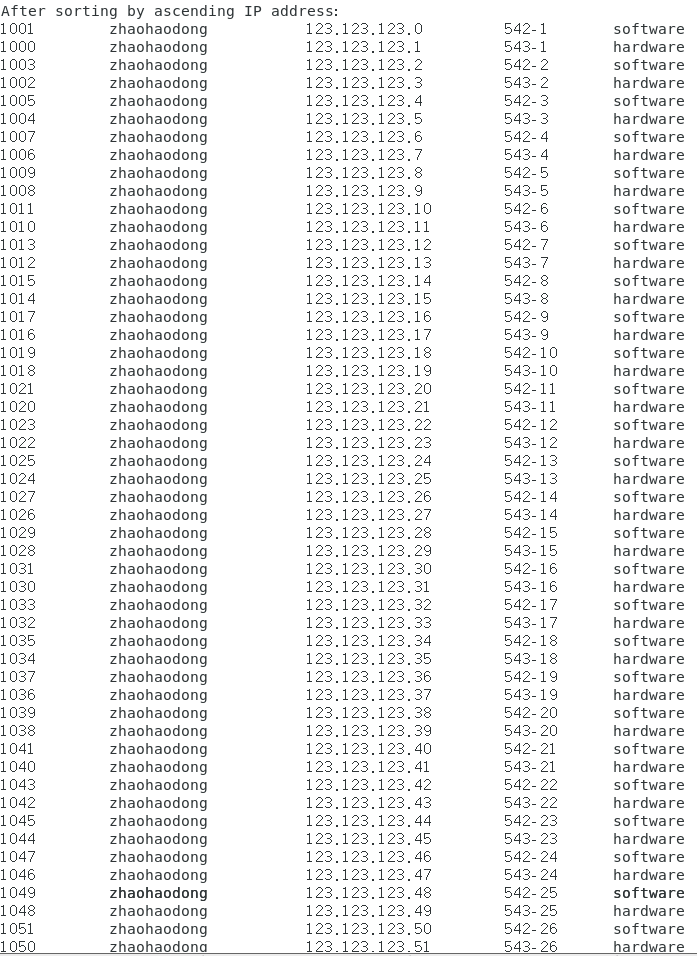 After sorting by ascending IP address:
1001 zhaohaodong 123.123.123.0 542-1 software
1000 zhaohaodong 123.123.123.1 543-1 hardware
1003 zhaohaodong 123.123.123.2 542-2 software
1002 zhaohaodong 123.123.123.3 543-2 hardware
1005 zhaohaodong 123.123.123.4 542-3 software
1004 zhaohaodong 123.123.123.5 543-3 hardware
1007 zhaohaodong 123.123.123.6 542-4 software
1006 zhaohaodong 123.123.123.7 543-4 hardware
1009 zhaohaodong 123.123.123.8 542-5 software
1008 zhaohaodong 123.123.123.9 543-5 hardware
1011 zhaohaodong 123.123.123.10 542-6 software
1010 zhaohaodong 123.123.123.11 543-6 hardware
1013 zhaohaodong 123.123.123.12 542-7 software
1012 zhaohaodong 123.123.123.13 543-7 hardware
1015 zhaohaodong 123.123.123.14 542-8 software
1014 zhaohaodong 123.123.123.15 543-8 hardware
1017 zhaohaodong 123.123.123.16 542-9 software
1016 zhaohaodong 123.123.123.17 543-9 hardware
1019 zhaohaodong 123.123.123.18 542-10 software
1018 zhaohaodong 123.123.123.19 543-10 hardware
1021 zhaohaodong 123.123.123.20 542-11 software
1020 zhaohaodong 123.123.123.21 543-11 hardware
1023 zhaohaodong 123.123.123.22 542-12 software
1022 zhaohaodong 123.123.123.23 543-12 hardware
1025 zhaohaodong 123.123.123.24 542-13 software
1024 zhaohaodong 123.123.123.25 543-13 hardware
1027 zhaohaodong 123.123.123.26 542-14 software
1026 zhaohaodong 123.123.123.27 543-14 hardware
1029 zhaohaodong 123.123.123.28 542-15 software
1028 zhaohaodong 123.123.123.29 543-15 hardware
1031 zhaohaodong 123.123.123.30 542-16 software
1030 zhaohaodong 123.123.123.31 543-16 hardware
1033 zhaohaodong 123.123.123.32 542-17 software
1032 zhaohaodong 123.123.123.33 543-17 hardware
1035 zhaohaodong 123.123.123.34 542-18 software
1034 zhaohaodong 123.123.123.35 543-18 hardware
1037 zhaohaodong 123.123.123.36 542-19 software
1036 zhaohaodong 123.123.123.37 543-19 hardware
1039 zhaohaodong 123.123.123.38 542-20 software
1038 zhaohaodong 123.123.123.39 543-20 hardware
1041 zhaohaodong 123.123.123.40 542-21 software
1040 zhaohaodong 123.123.123.41 543-21 hardware
1043 zhaohaodong 123.123.123.42 542-22 software
1042 zhaohaodong 123.123.123.43 543-22 hardware
1045 zhaohaodong 123.123.123.44 542-23 software
1044 zhaohaodong 123.123.123.45 543-23 hardware
1047 zhaohaodong 123.123.123.46 542-24 software
1046 zhaohaodong 123.123.123.47 543-24 hardware
1049 zhaohaodong 123.123.123.48 542-25 software
1048 zhaohaodong 123.123.123.49 543-25 hardware
1051 zhaohaodong 123.123.123.50 542-26 software
1050 zhaohaodong 123.123.123.51 543-26 hardware